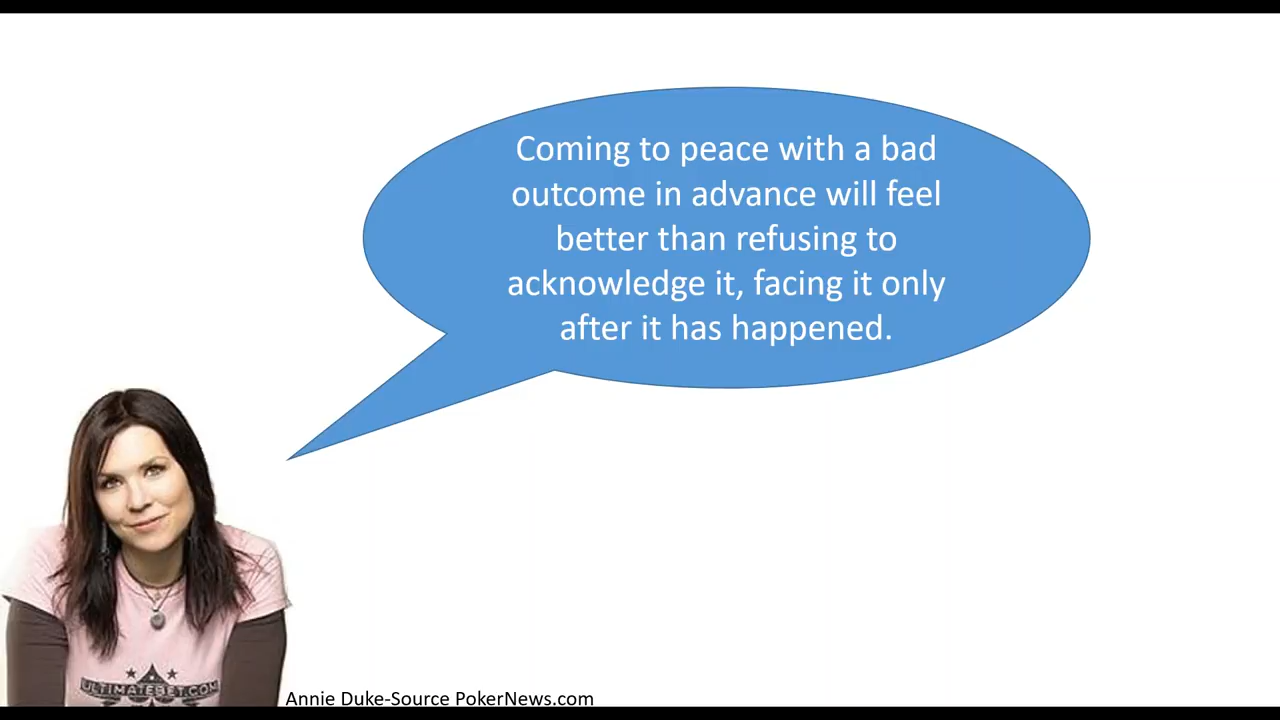 Coming to peace with a bad
outcome in advance will feel
better than refusing to
acknowledge it, facing it only
after it has happened.
ULTIMATEBET.COM
Annie Duke-Source PokerNews.com